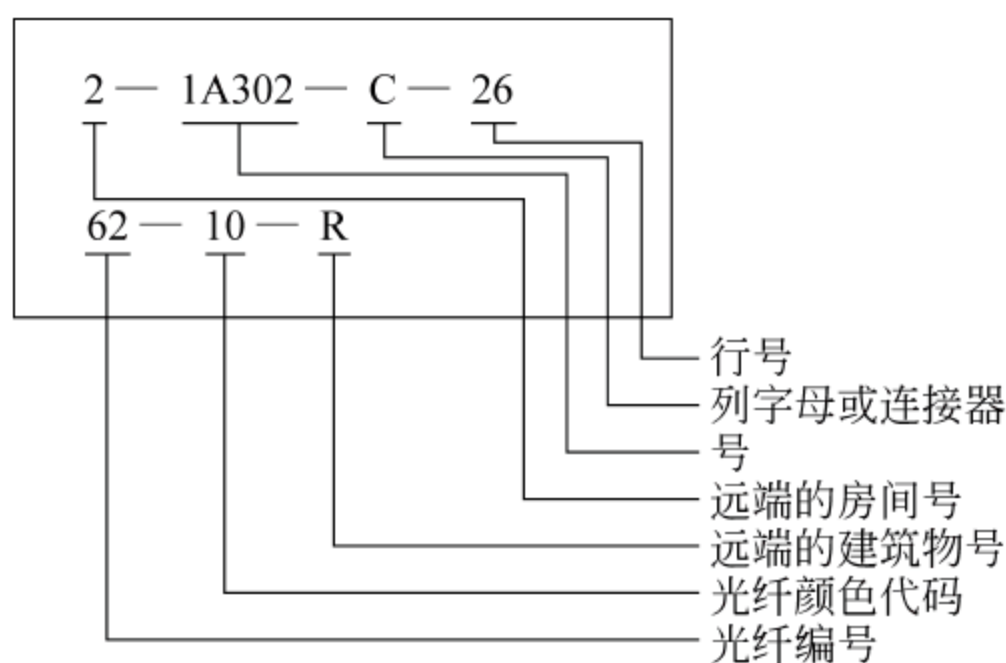 2 — 1A302 — C — 26
62 — 10 — R
行号
列字母或连接器
号
远端的房间号
远端的建筑物号
光纤颜色代码
光纤编号